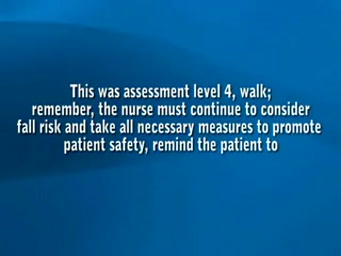 This was assessment level 4, walk;
remember, the nurse must continue to consider
fall risk and take all necessary measures to promote
patient safety, remind the patient to